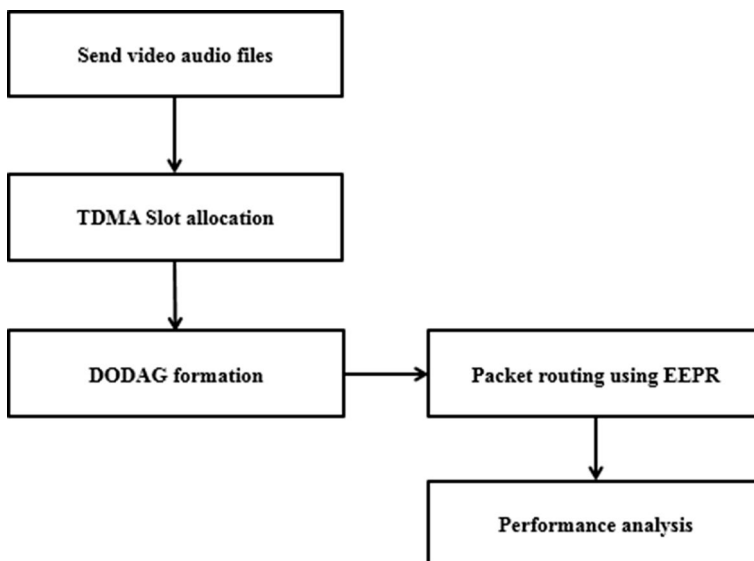 Send video audio files
TDMA Slot allocation
DODAG formation
Packet routing using EEPR
Performance analysis